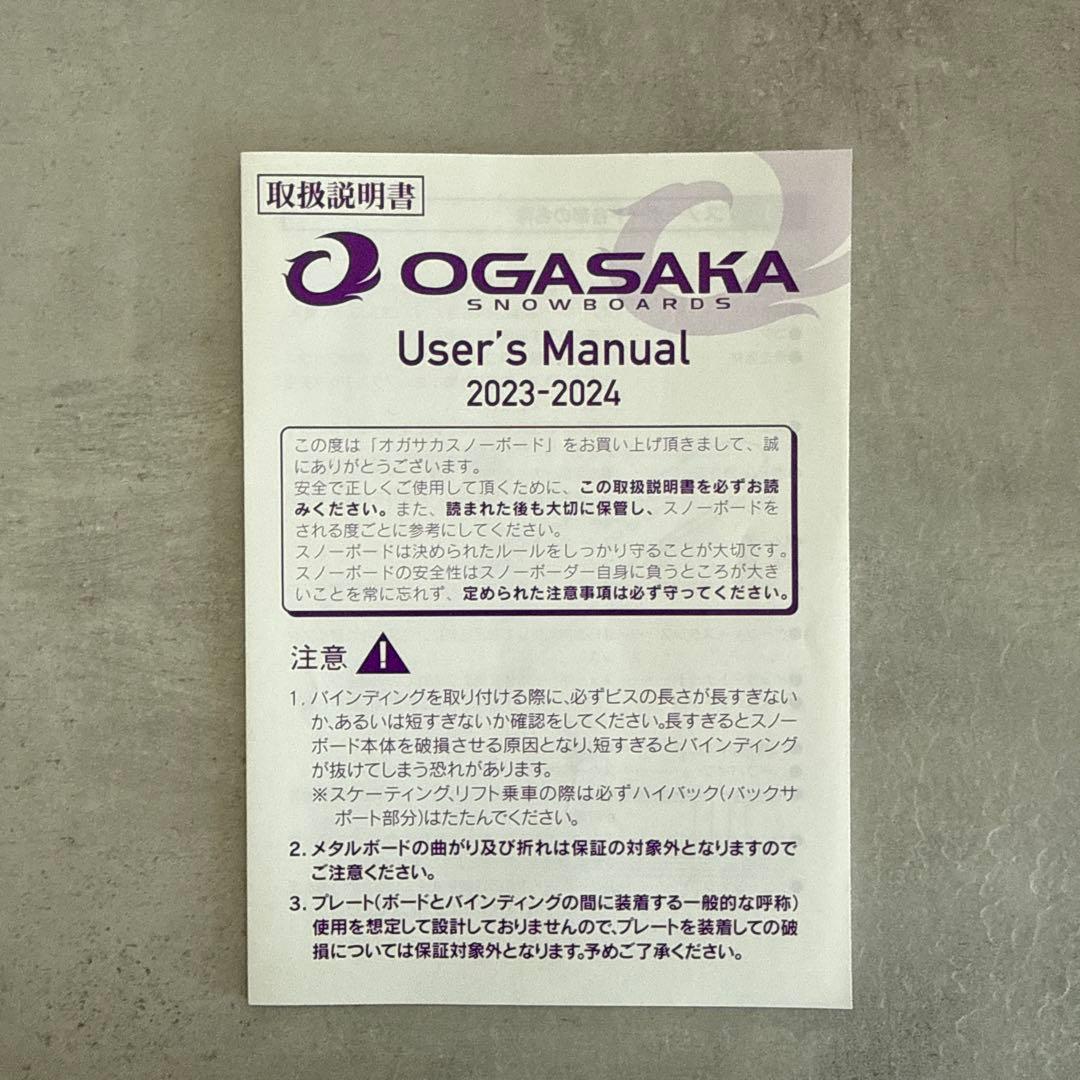 取扱説明書
OGASAKA
SNOWBOARDS
User's Manual
2023-2024
この度は「オガサカスノーボード」をお買い上げ頂きまして、誠
にありがとうございます。
安全で正しくご使用して頂くために、この取扱説明書を必ずお読
みください。また、読まれた後も大切に保管し、スノーボードを
される度ごとに参考にしてください。
スノーボードは決められたルールをしっかり守ることが大切です。
スノーボードの安全性はスノーボーダー自身に負うところが大き
いことを常に忘れず、定められた注意事項は必ず守ってください。
注意
1. バインディングを取り付ける際に、必ずビスの長さが長すぎない
か、あるいは短すぎないか確認をしてください。長すぎるとスノー
ボード本体を破損させる原因となり、短すぎるとバインディング
が抜けてしまう恐れがあります。
※スケーティング、リフト乗車の際は必ずハイバック(バックサ
ポート部分)はたたんでください。
2. メタルボードの曲がり及び折れは保証の対象外となりますので
ご注意ください。
3. プレート(ボードとバインディングの間に装着する一般的な呼称)
使用を想定して設計しておりませんので、プレートを装着しての破
損については保証対象外となります。予めご了承ください。